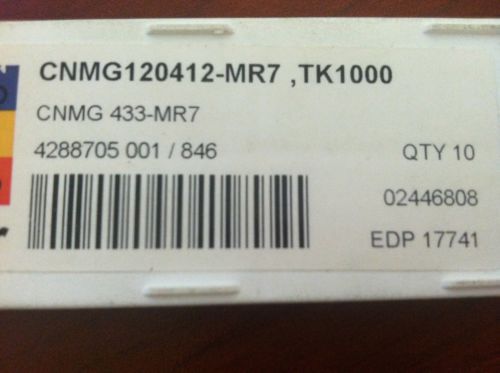 CNMG120412-MR7 ,TK1000
CNMG 433-MR7
4288705 001 / 846
QTY 10
02446808
EDP 17741